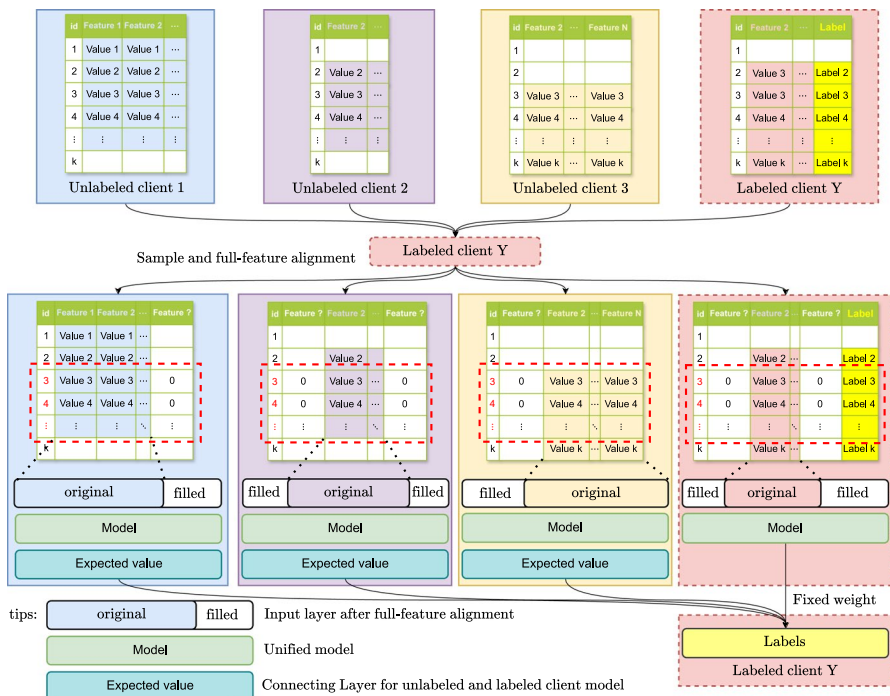 id Feature 1 Feature 2 ...
1 Value 1 Value 1 ...
2 Value 2 Value 2 ...
3 Value 3 Value 3 ...
4 Value 4 Value 4 ...
⋮ ⋮ ⋮ ⋮
k
Unlabeled client 1
id Feature 2 ...
1
2 Value 2 ...
3 Value 3 ...
4 Value 4 ...
⋮ ⋮ ⋮
k
Unlabeled client 2
id Feature 2 ... Feature N
1
2
3 Value 3 ... Value 3
4 Value 4 ... Value 4
⋮ ⋮ ⋮ ⋮
k Value k ... Value k
Unlabeled client 3
id Feature 2 ... Label
1
2 Value 3 ... Label 2
3 Value 3 ... Label 3
4 Value 4 ... Label 4
⋮ ⋮ ⋮ ⋮
k Value k ... Label k
Labeled client Y
Labeled client Y
Sample and full-feature alignment
id Feature 1 Feature 2 ... Feature ?
1 Value 1 Value 1 ...
2 Value 2 Value 2 ...
3 Value 3 Value 3 ... 0
4 Value 4 Value 4 ... 0
⋮ ⋮ ⋮ ⋱ ⋮
k
original filled
Model
Expected value
id Feature ? Feature 2 ... Feature ?
1
2 Value 2
3 0 Value 3 ... 0
4 0 Value 4 ... 0
⋮ ⋮ ⋮ ⋱ ⋮
k
filled original filled
Model
Expected value
id Feature ? Feature 2 ... Feature N
1
2
3 0 Value 3 ... Value 3
4 0 Value 4 ... Value 4
⋮ ⋮ ⋮ ⋱ ⋮
k Value k ... Value k
filled original
Model
Expected value
id Feature ? Feature 2 ... Feature ? Label
1
2 Value 2 ... Label 2
3 0 Value 3 ... 0 Label 3
4 0 Value 4 ... 0 Label 4
⋮ ⋮ ⋮ ⋱ ⋮ ⋮
k Value k ... Label k
filled original filled
Model
Fixed weight
Labels
Labeled client Y
tips: original filled Input layer after full-feature alignment
Model Unified model
Expected value Connecting Layer for unlabeled and labeled client model